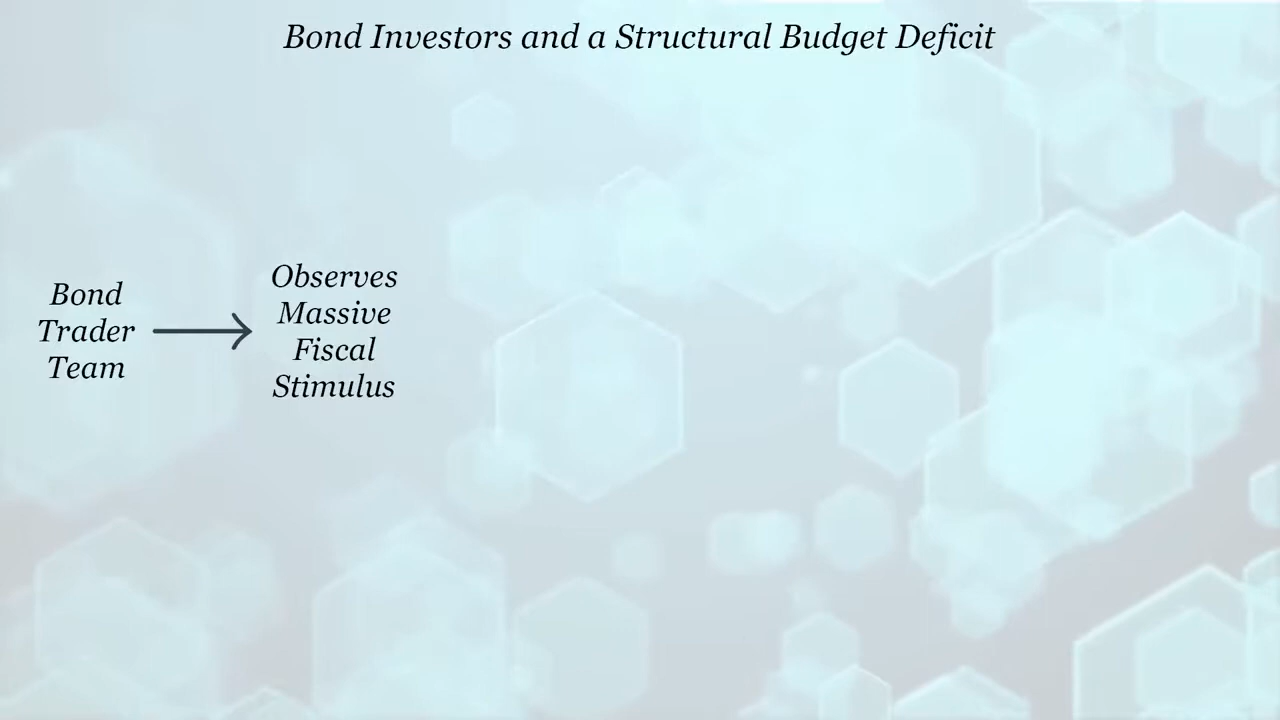 Bond Investors and a Structural Budget Deficit
Bond
Trader
Team
Observes
Massive
Fiscal
Stimulus